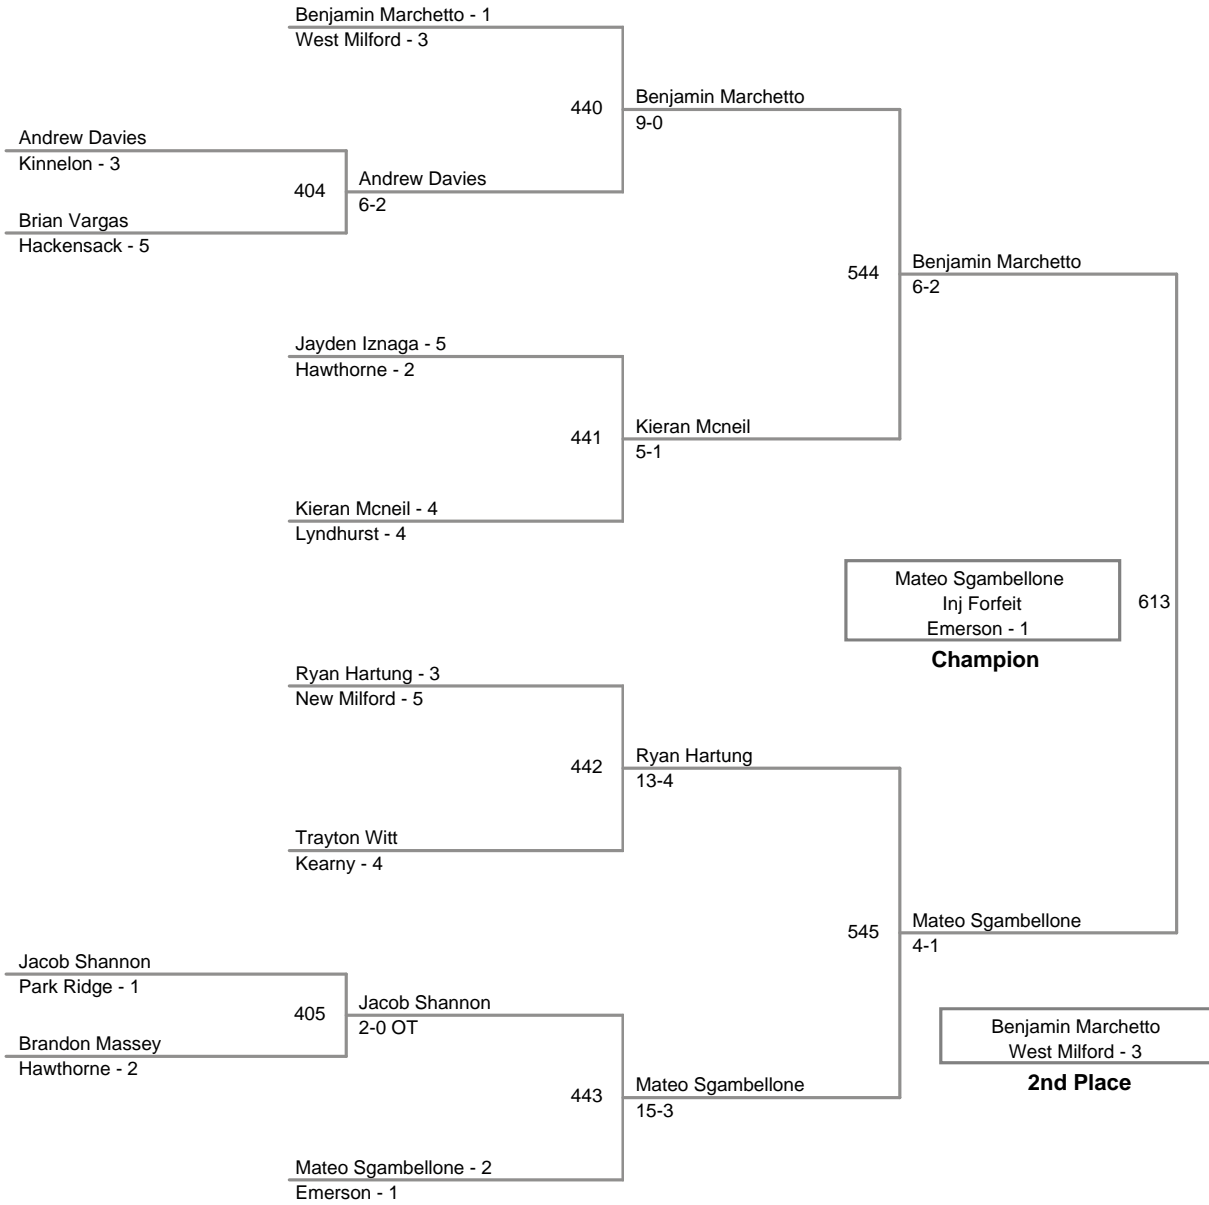 Benjamin Marchetto - 1
West Milford - 3
440
Benjamin Marchetto
9-0
Andrew Davies
Kinnelon - 3
404
Andrew Davies
6-2
Brian Vargas
Hackensack - 5
544
Benjamin Marchetto
6-2
Jayden Iznaga - 5
Hawthorne - 2
441
Kieran Mcneil
5-1
Kieran Mcneil - 4
Lyndhurst - 4
Mateo Sgambellone
Inj Forfeit
Emerson - 1
Champion
613
Ryan Hartung - 3
New Milford - 5
442
Ryan Hartung
13-4
Trayton Witt
Kearny - 4
545
Mateo Sgambellone
4-1
Jacob Shannon
Park Ridge - 1
405
Jacob Shannon
2-0 OT
Brandon Massey
Hawthorne - 2
Benjamin Marchetto
West Milford - 3
2nd Place
443
Mateo Sgambellone
15-3
Mateo Sgambellone - 2
Emerson - 1